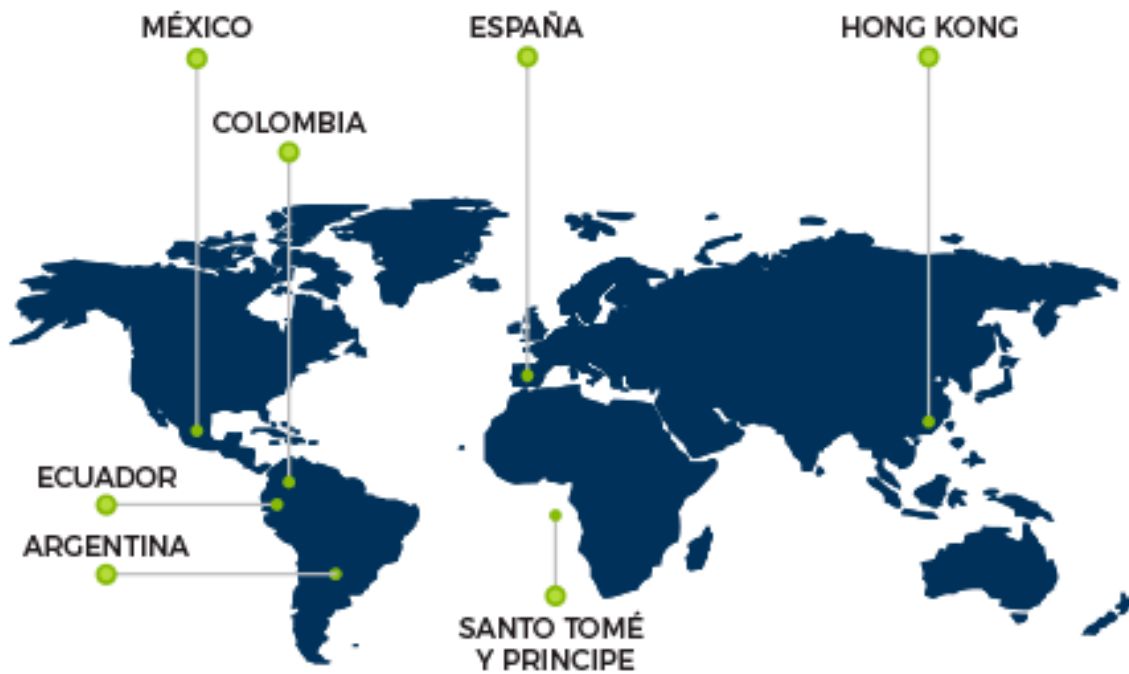 MÉXICO
ESPAÑA
HONG KONG
COLOMBIA
ECUADOR
ARGENTINA
SANTO TOMÉ
Y PRINCIPE